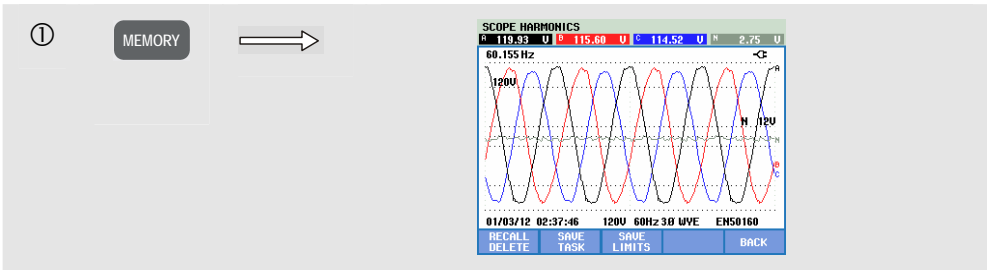 ①
MEMORY
SCOPE HARMONICS
A 119.93 V B 115.60 V C 114.52 V N 2.75 V
60.155 Hz
A
120V
N 12V
N
B
C
01/03/12 02:37:46 120V 60Hz 3Ø WYE EN50160
RECALL DELETE SAVE TASK SAVE LIMITS BACK